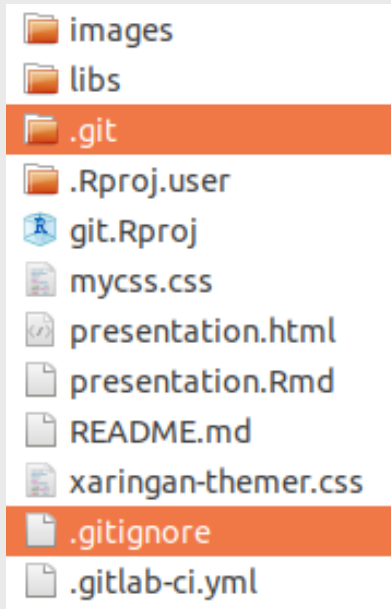 images
libs
.git
.Rproj.user
git.Rproj
mycss.css
presentation.html
presentation.Rmd
README.md
xaringan-themer.css
.gitignore
.gitlab-ci.yml